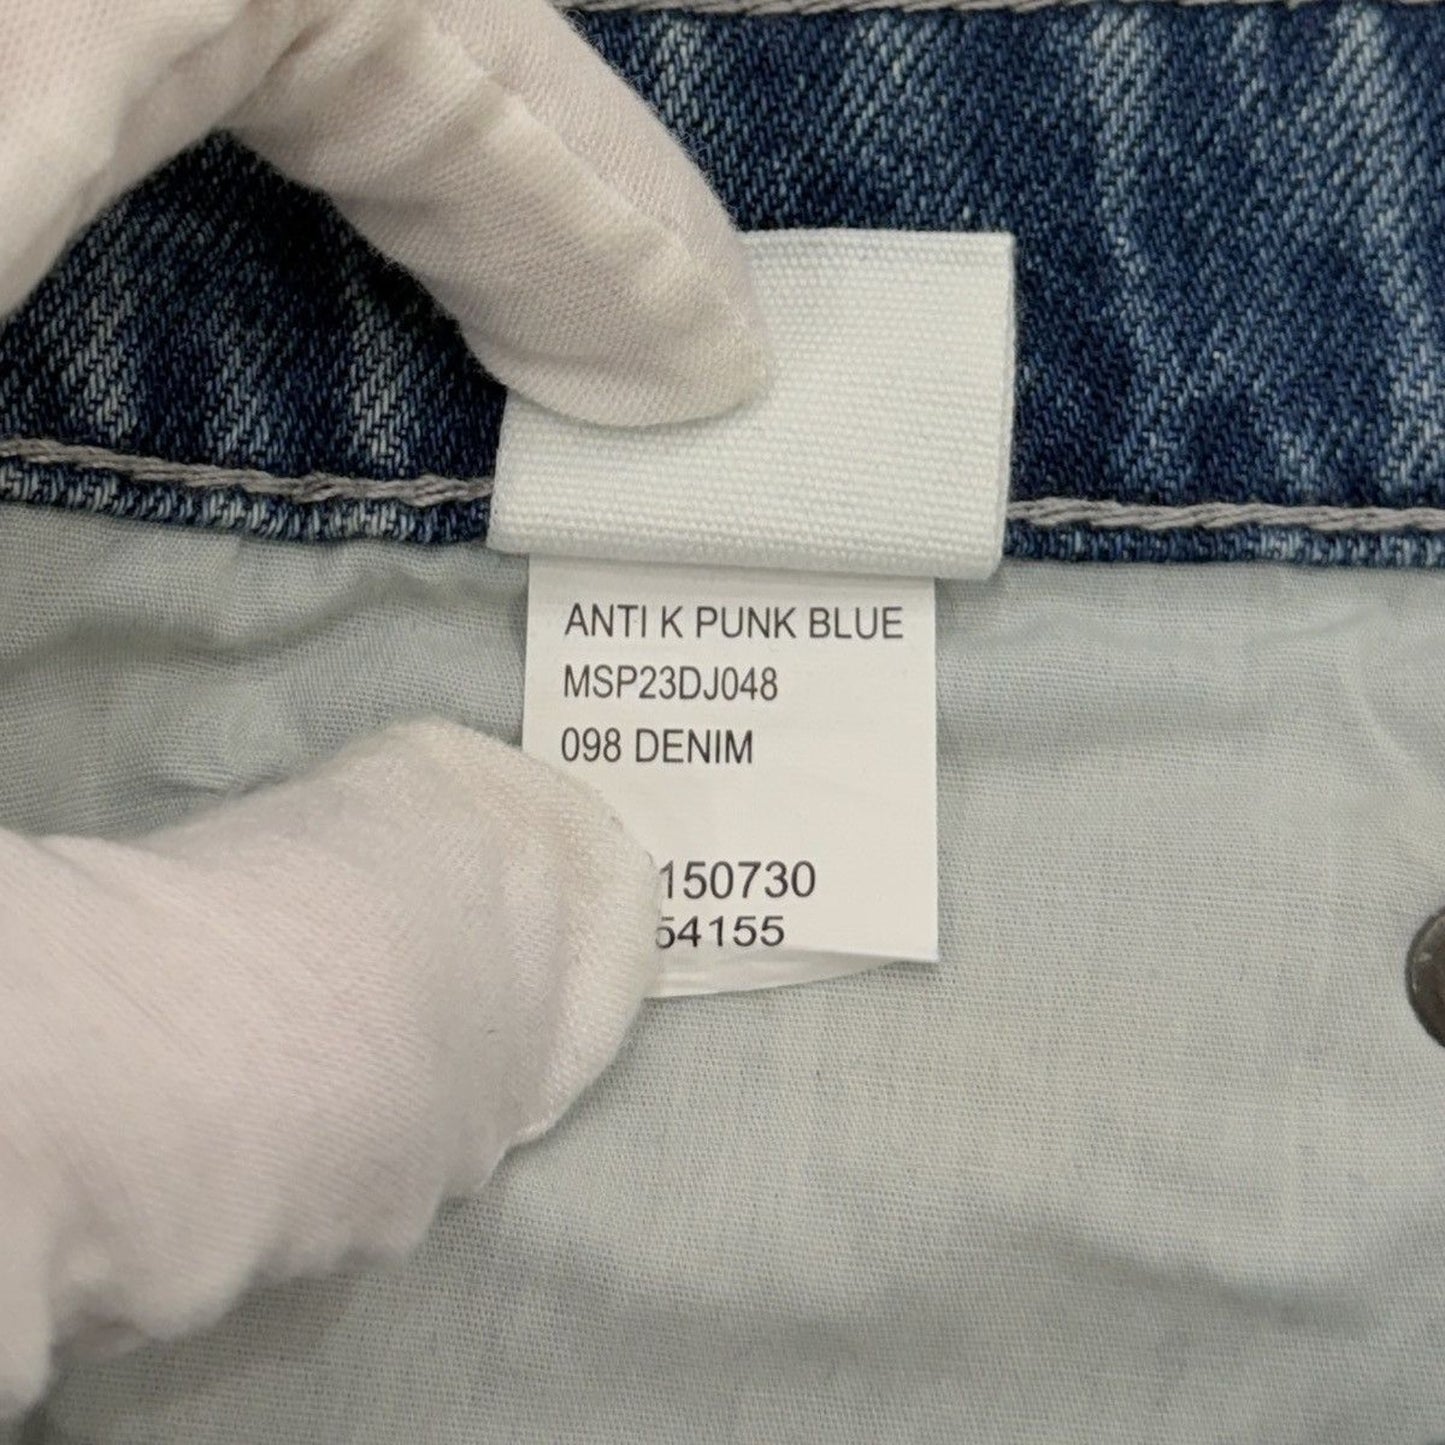 ANTI K PUNK BLUE
MSP23DJ048
098 DENIM
150730
54155